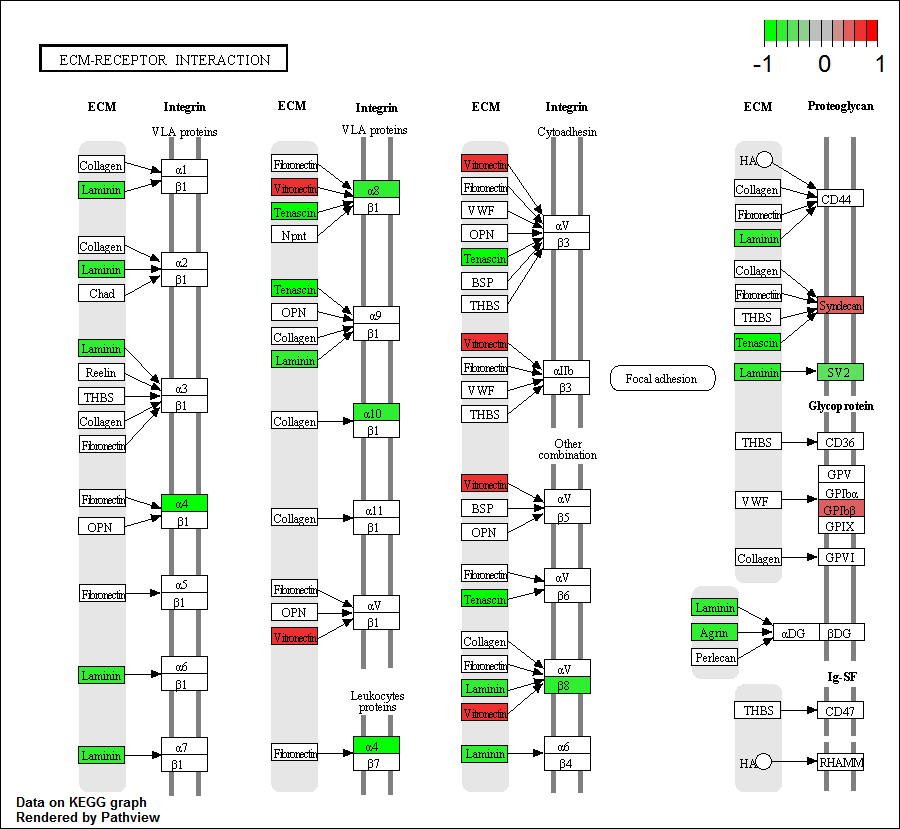 ECM-RECEPTOR INTERACTION
-1 0 1
ECM Integrin
VLA proteins
Collagen
Laminin
α1
β1
Collagen
Laminin
Chad
α2
β1
Laminin
Reelin
THBS
Collagen
Fibronectin
α3
β1
Fibronectin
OPN
α4
β1
Fibronectin
α5
β1
Laminin
α6
β1
Laminin
α7
β1
ECM Integrin
VLA proteins
Fibronectin
Vitronectin
Tenascin
Npnt
α8
β1
Tenascin
OPN
Collagen
Laminin
α9
β1
Collagen
α10
β1
Collagen
α11
β1
Fibronectin
OPN
Vitronectin
αV
β1
Leukocytes
proteins
Fibronectin
α4
β7
ECM Integrin
Cytoadhesin
Vitronectin
Fibronectin
VWF
OPN
Tenascin
BSP
THBS
αV
β3
Vitronectin
Fibronectin
VWF
THBS
αIIb
β3
Other
combination
Vitronectin
BSP
OPN
αV
β5
Fibronectin
Tenascin
αV
β6
Collagen
Fibronectin
Laminin
Vitronectin
αV
β8
Laminin
α6
β4
Focal adhesion
ECM Proteoglycan
HA
Collagen
Fibronectin
Laminin
CD44
Collagen
Fibronectin
THBS
Tenascin
Syndecan
Laminin
SV2
Glycoprotein
THBS
CD36
VWF
GPV
GPIbα
GPIbβ
GPIX
Collagen
GPVI
Laminin
Agrin
Perlecan
αDG βDG
Ig-SF
THBS
CD47
HA
RHAMM
Data on KEGG graph
Rendered by Pathview